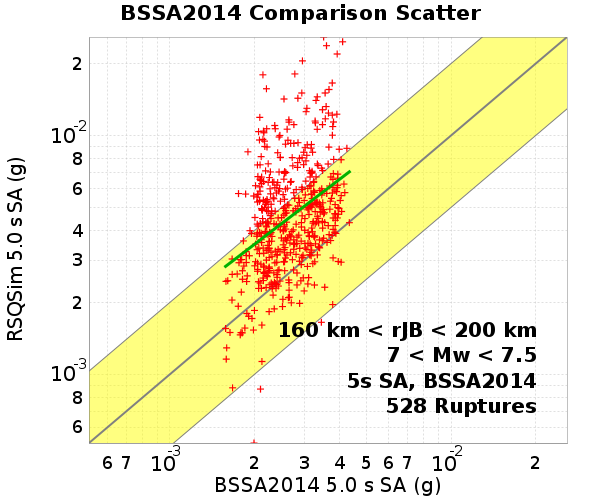 BSSA2014 Comparison Scatter
RSQSim 5.0 s SA (g)
2
10-2
8
6
4
3
2
10-3
8
6
160 km < rJB < 200 km
7 < Mw < 7.5
5s SA, BSSA2014
528 Ruptures
6 7 10-3 2 3 4 5 6 7 10-2 2
BSSA2014 5.0 s SA (g)